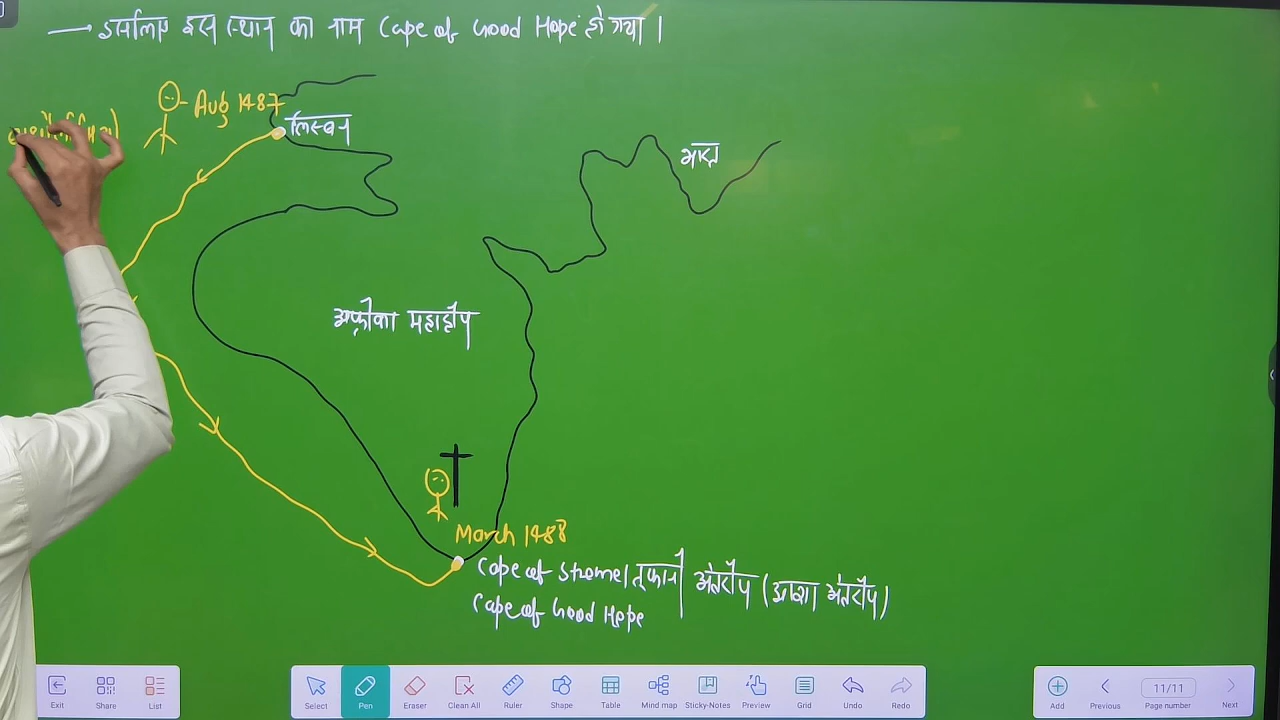 → इसलिए इस स्थान का नाम Cape of Good Hope हो गया।
Aug 1487
लिस्बन
भारत
अफ्रीका महाद्वीप
March 1488
Cape of Strome/तूफानी अंतरीप (आशा अंतरीप)
Cape of Good Hope
Exit
Share
List
Select
Pen
Eraser
Clean All
Ruler
Shape
Table
Mind map
Sticky-Notes
Preview
Grid
Undo
Redo
Add
Previous
11/11
Page number
Next